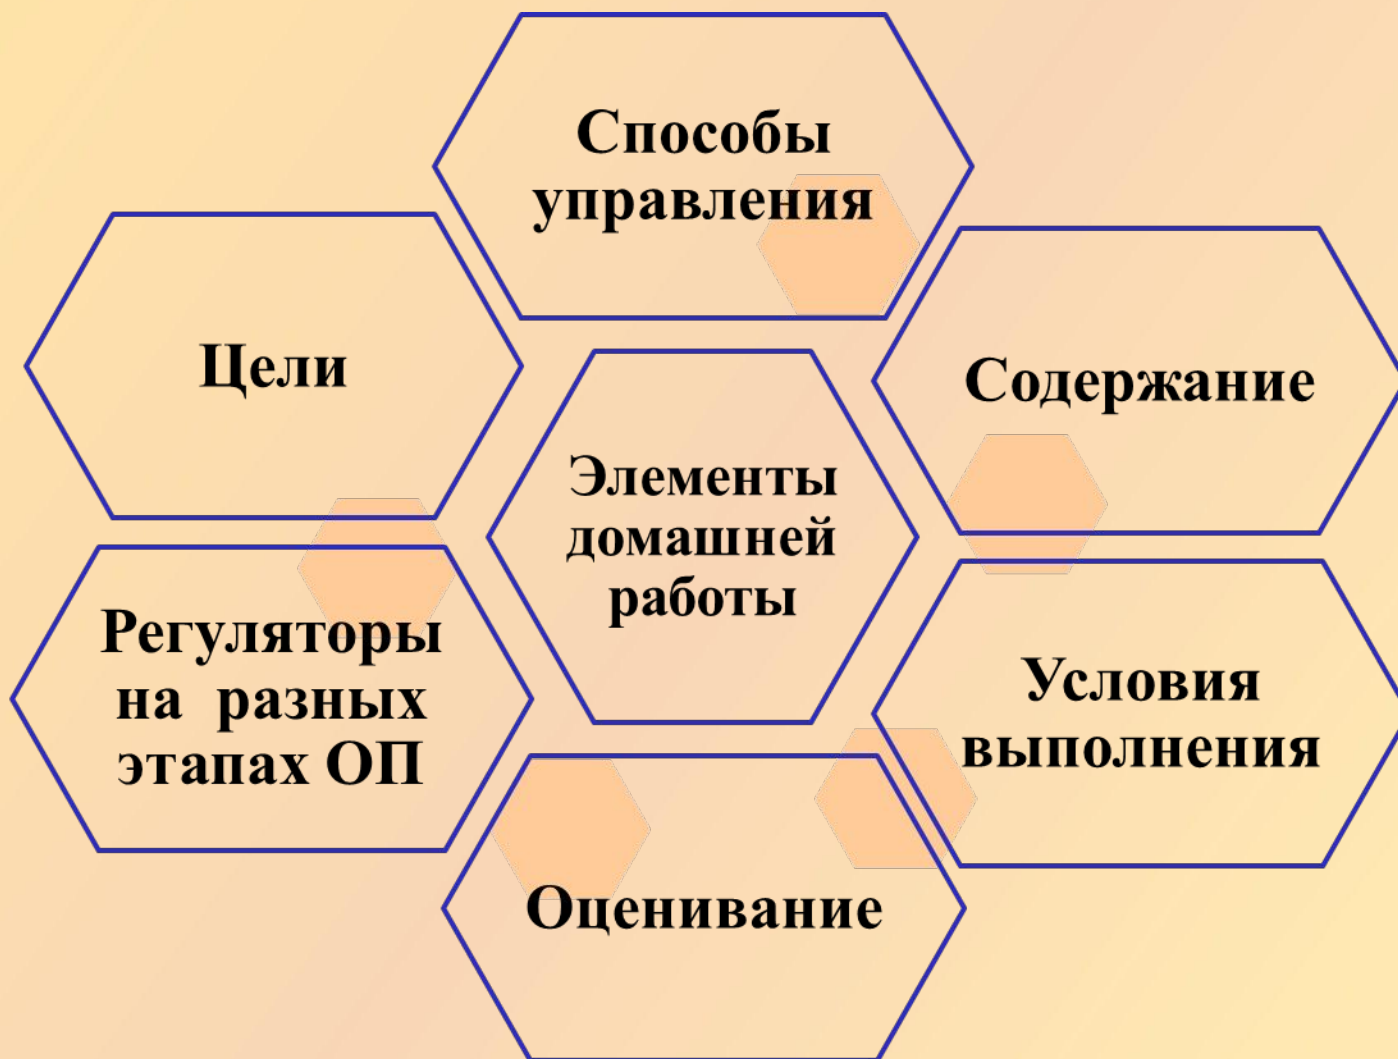 Способы
управления
Цели
Содержание
Элементы
домашней
работы
Регуляторы
на разных
этапах ОП
Условия
выполнения
Оценивание